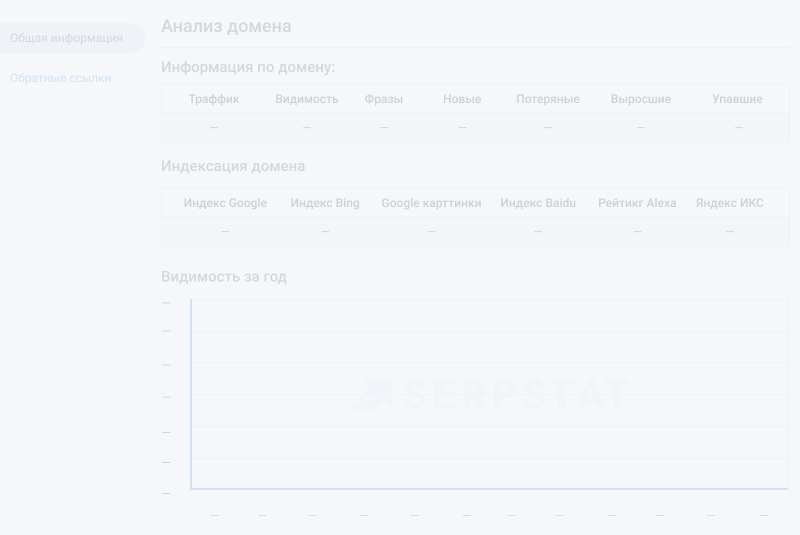 Анализ домена
Общая информация
Обратные ссылки
Информация по домену:
Траффик Видимость Фразы Новые Потеряные Выросшие Упавшие
— — — — — — —
Индексация домена
Индекс Google Индекс Bing Google карттинки Индекс Baidu Рейтикг Alexa Яндекс ИКС
— — — — — —
Видимость за год
—
—
—
—
SERPSTAT
—
—
—
— — — — — — — — — — — —